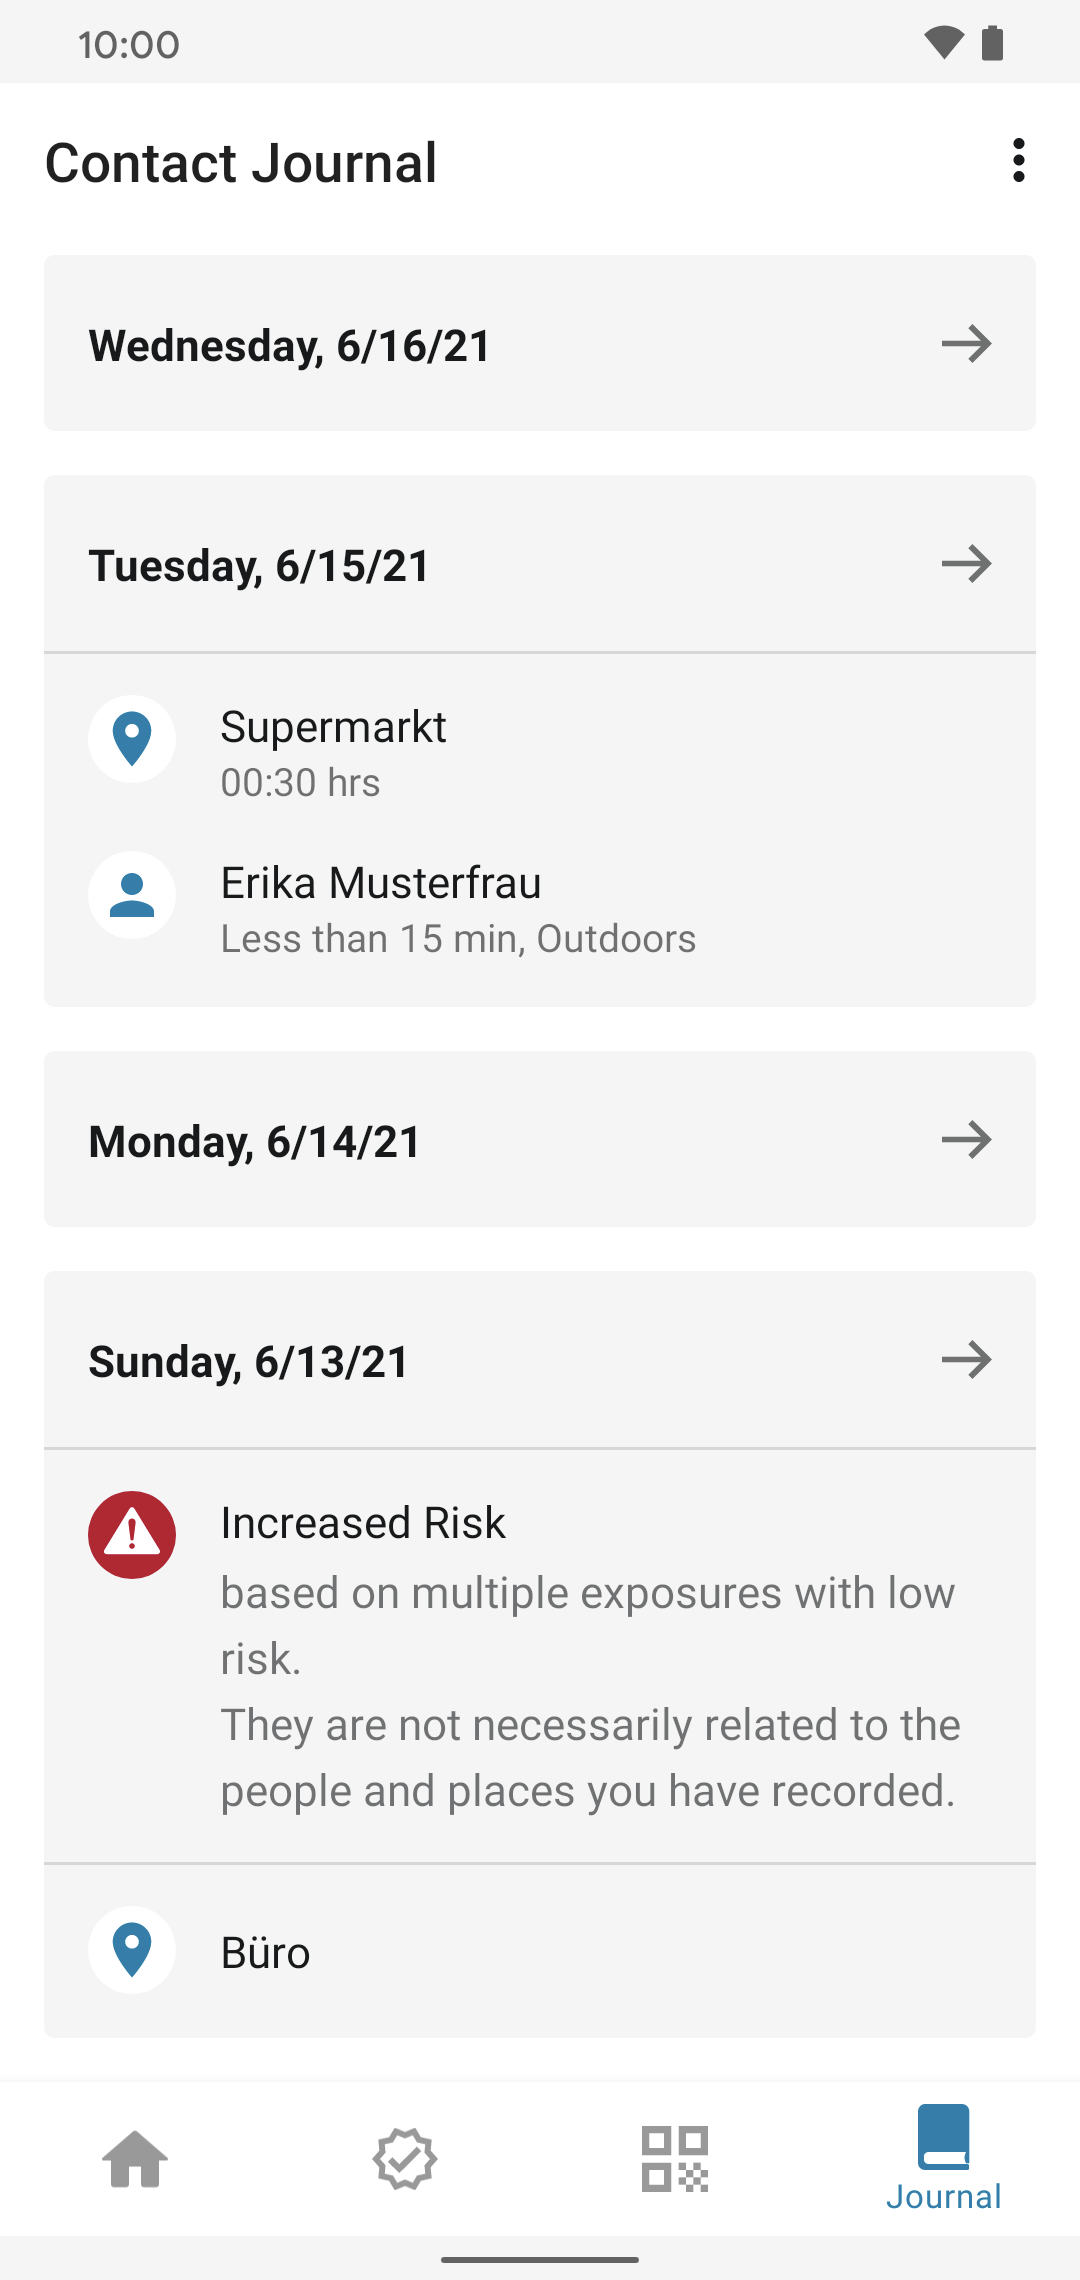 10:00
Contact Journal
Wednesday, 6/16/21
Tuesday, 6/15/21
Supermarkt
00:30 hrs
Erika Musterfrau
Less than 15 min, Outdoors
Monday, 6/14/21
Sunday, 6/13/21
Increased Risk
based on multiple exposures with low
risk.
They are not necessarily related to the
people and places you have recorded.
Büro
Journal